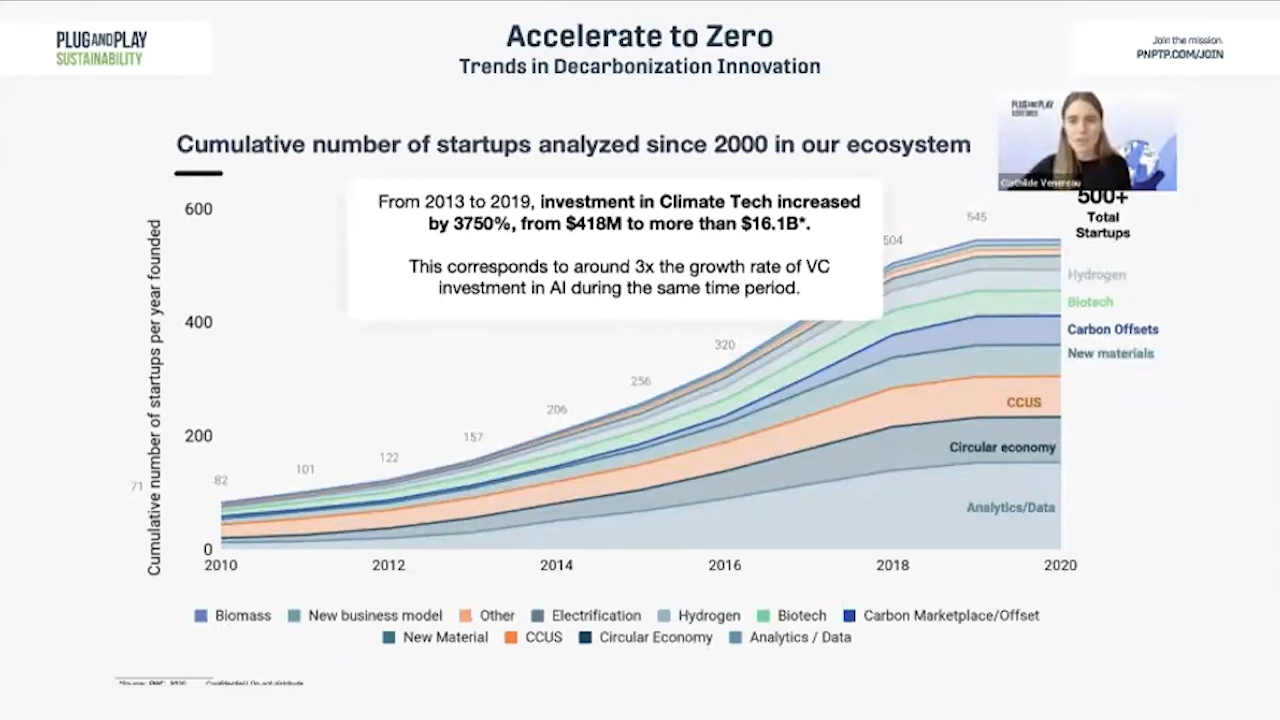 PLUGANDPLAY
SUSTAINABILITY
Accelerate to Zero
Trends in Decarbonization Innovation
Join the mission.
PNPTP.COM/JOIN
Cumulative number of startups analyzed since 2000 in our ecosystem
PLUGANDPLAY
Clothilde Venereau
From 2013 to 2019, investment in Climate Tech increased
by 3750%, from $418M to more than $16.1B*.
This corresponds to around 3x the growth rate of VC
investment in AI during the same time period.
500+
Total
Startups
Cumulative number of startups per year founded
600
400
200
0
71
82
101
122
157
206
256
320
504
545
Hydrogen
Biotech
Carbon Offsets
New materials
CCUS
Circular economy
Analytics/Data
2010
2012
2014
2016
2018
2020
Biomass
New business model
Other
Electrification
Hydrogen
Biotech
Carbon Marketplace/Offset
New Material
CCUS
Circular Economy
Analytics / Data